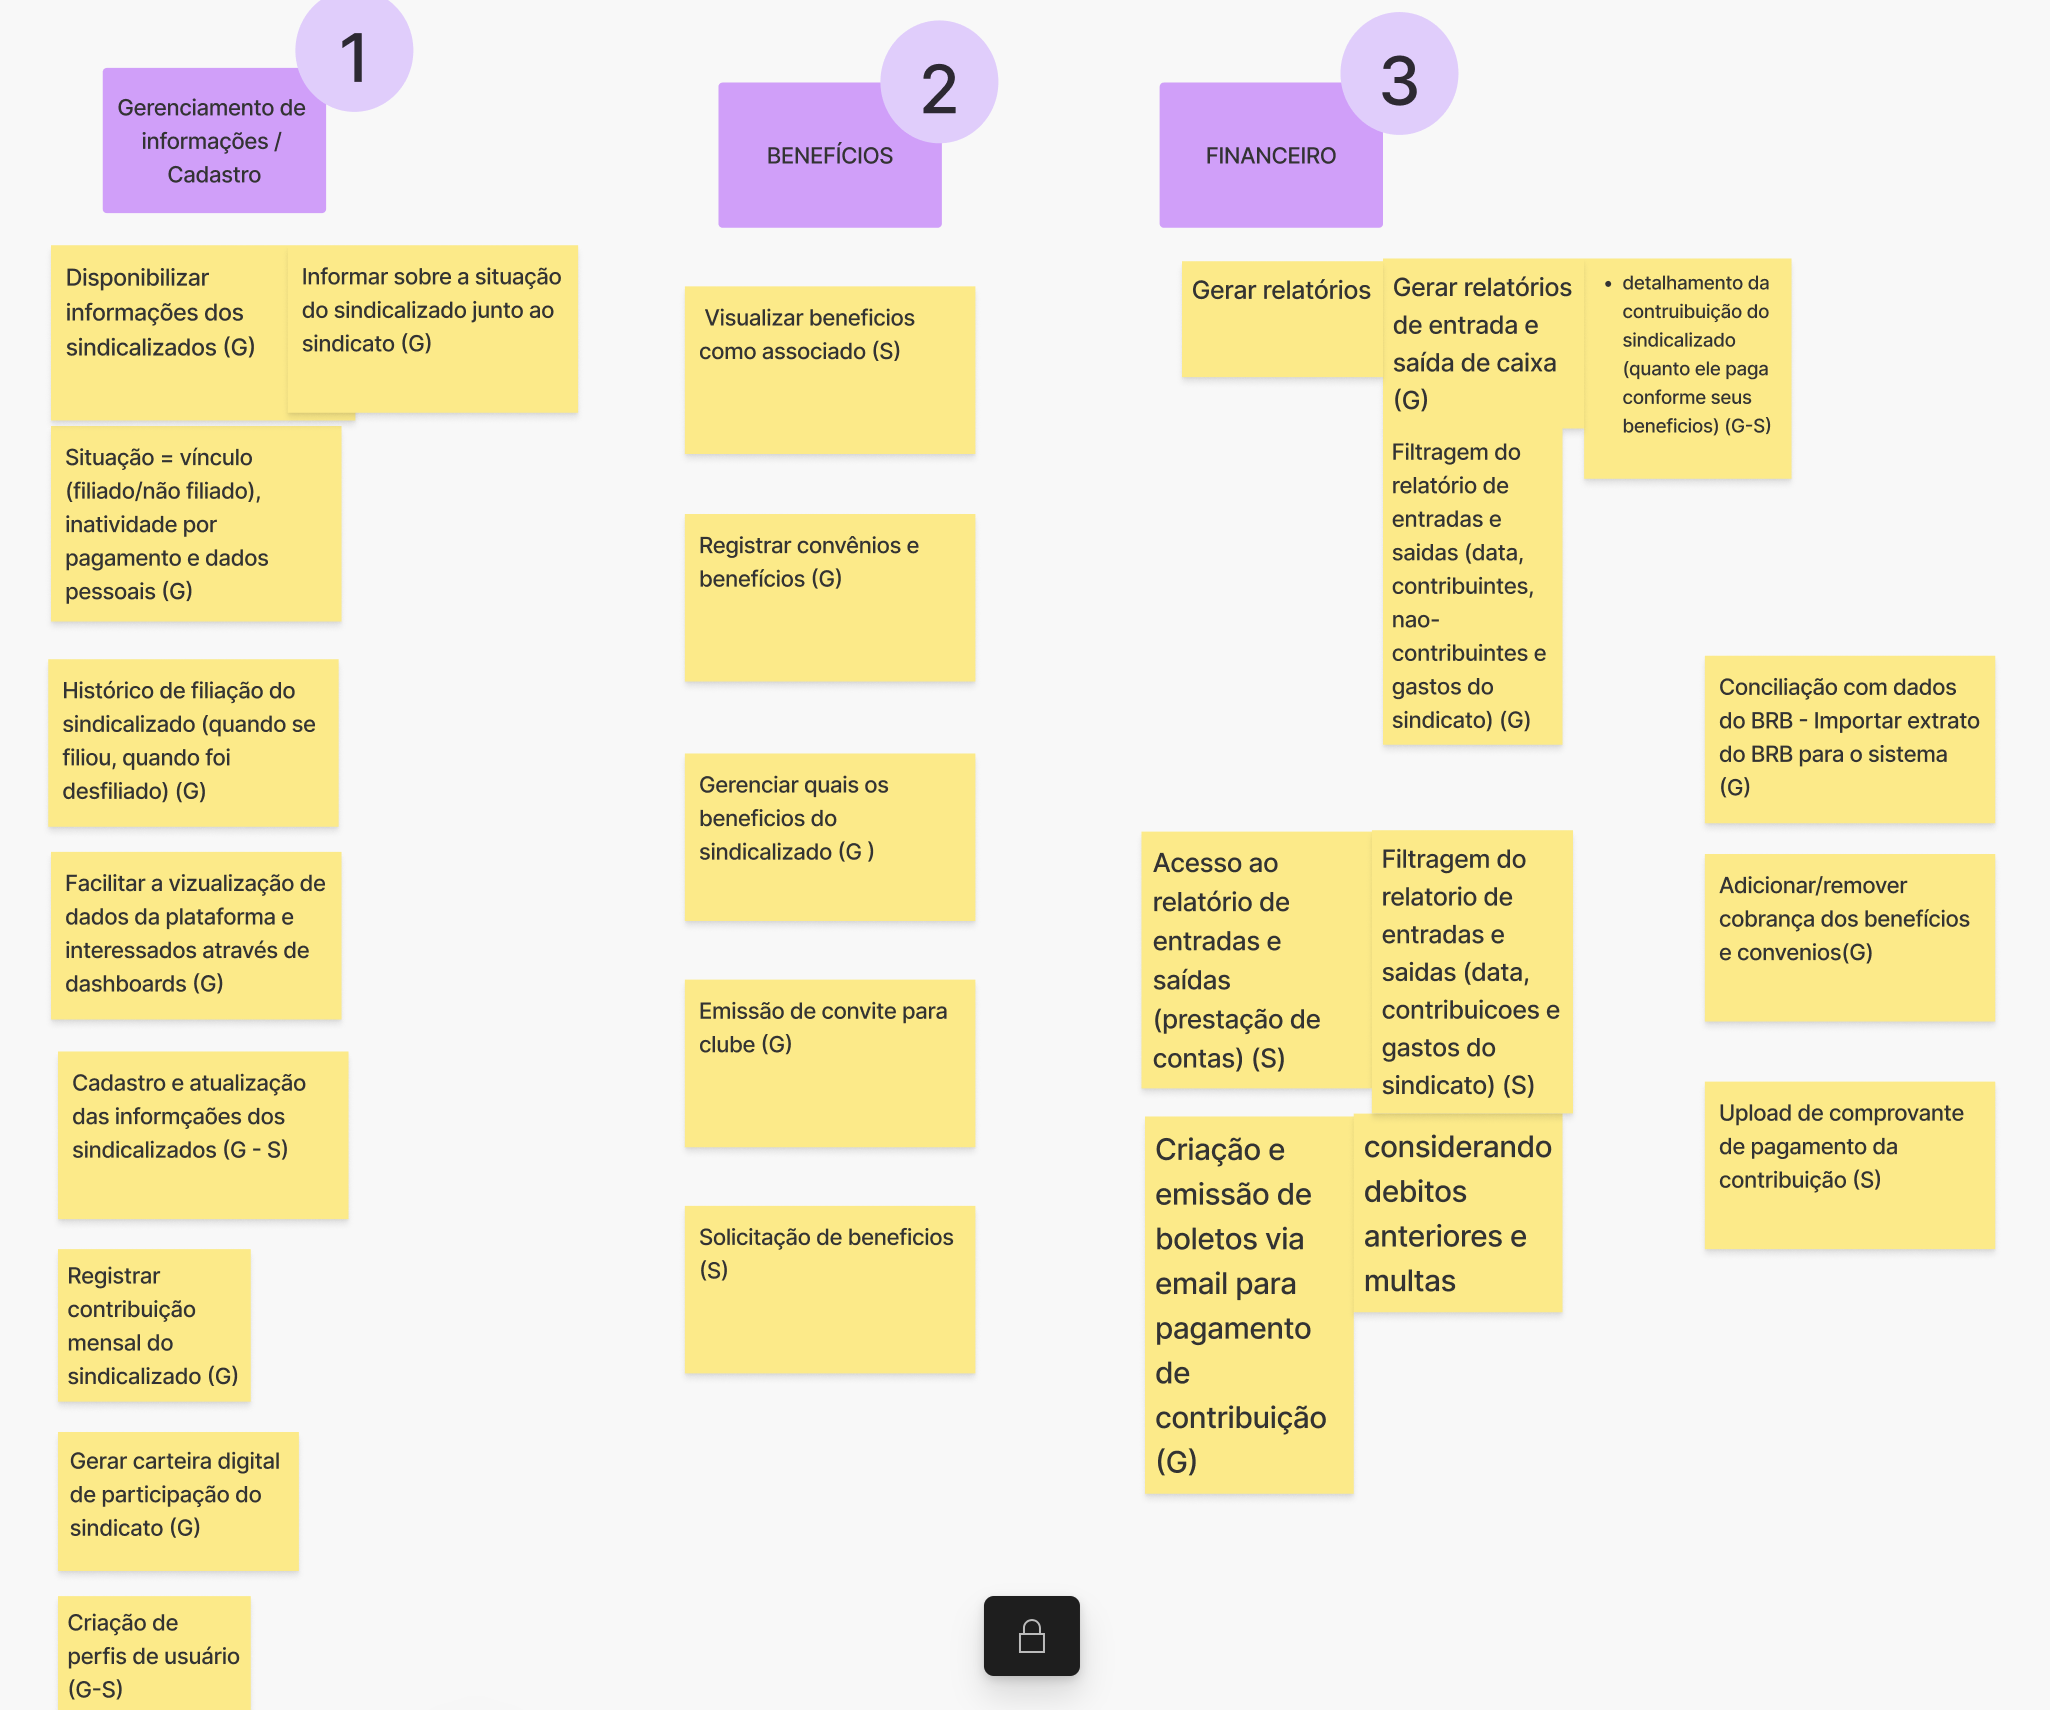 1
Gerenciamento de
informações /
Cadastro
Disponibilizar
informações dos
sindicalizados (G)
Informar sobre a situação
do sindicalizado junto ao
sindicato (G)
Situação = vínculo
(filiado/não filiado),
inatividade por
pagamento e dados
pessoais (G)
Histórico de filiação do
sindicalizado (quando se
filiou, quando foi
desfiliado) (G)
Facilitar a vizualização de
dados da plataforma e
interessados através de
dashboards (G)
Cadastro e atualização
das informçaões dos
sindicalizados (G - S)
Registrar
contribuição
mensal do
sindicalizado (G)
Gerar carteira digital
de participação do
sindicato (G)
Criação de
perfis de usuário
(G-S)
2
BENEFÍCIOS
Visualizar beneficios
como associado (S)
Registrar convênios e
benefícios (G)
Gerenciar quais os
beneficios do
sindicalizado (G )
Emissão de convite para
clube (G)
Solicitação de beneficios
(S)
3
FINANCEIRO
Gerar relatórios
Gerar relatórios
de entrada e
saída de caixa
(G)
• detalhamento da
contruibuição do
sindicalizado
(quanto ele paga
conforme seus
beneficios) (G-S)
Filtragem do
relatório de
entradas e
saidas (data,
contribuintes,
nao-
contribuintes e
gastos do
sindicato) (G)
Acesso ao
relatório de
entradas e
saídas
(prestação de
contas) (S)
Filtragem do
relatorio de
entradas e
saidas (data,
contribuicoes e
gastos do
sindicato) (S)
Criação e
emissão de
boletos via
email para
pagamento
de
contribuição
(G)
considerando
debitos
anteriores e
multas
Conciliação com dados
do BRB - Importar extrato
do BRB para o sistema
(G)
Adicionar/remover
cobrança dos benefícios
e convenios(G)
Upload de comprovante
de pagamento da
contribuição (S)